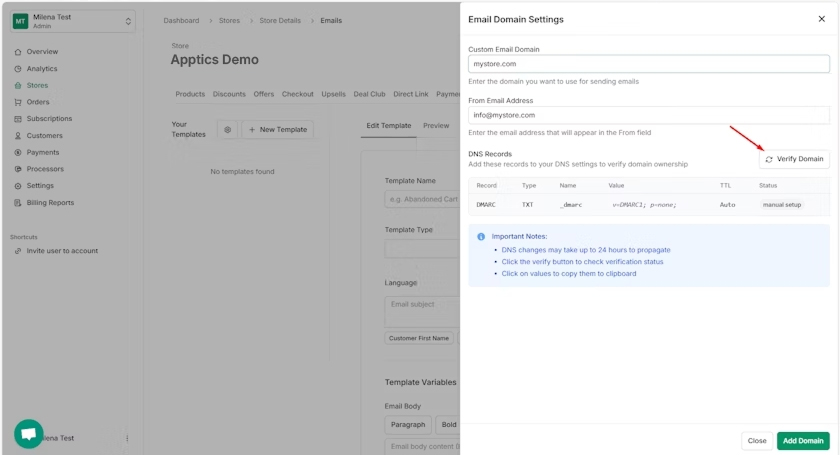 MT
Milena Test
Admin
Overview
Analytics
Stores
Orders
Subscriptions
Customers
Payments
Processors
Settings
Billing Reports
Shortcuts
Invite user to account
Milena Test
Dashboard > Stores > Store Details > Emails
Store
Apptics Demo
Products Discounts Offers Checkout Upsells Deal Club Direct Link
Your Templates
+ New Template
No templates found
Edit Template Preview
Template Name
e.g. Abandoned Cart
Template Type
Language
Email subject
Customer First Name
Template Variables
Email Body
Paragraph Bold
Email body content
Email Domain Settings
Custom Email Domain
mystore.com
Enter the domain you want to use for sending emails
From Email Address
info@mystore.com
Enter the email address that will appear in the From field
DNS Records
Add these records to your DNS settings to verify domain ownership
Verify Domain
Record Type Name Value TTL Status
DMARC TXT _dmarc v=DMARC1; p=none; Auto manual setup
Important Notes:
• DNS changes may take up to 24 hours to propagate
• Click the verify button to check verification status
• Click on values to copy them to clipboard
Close
Add Domain